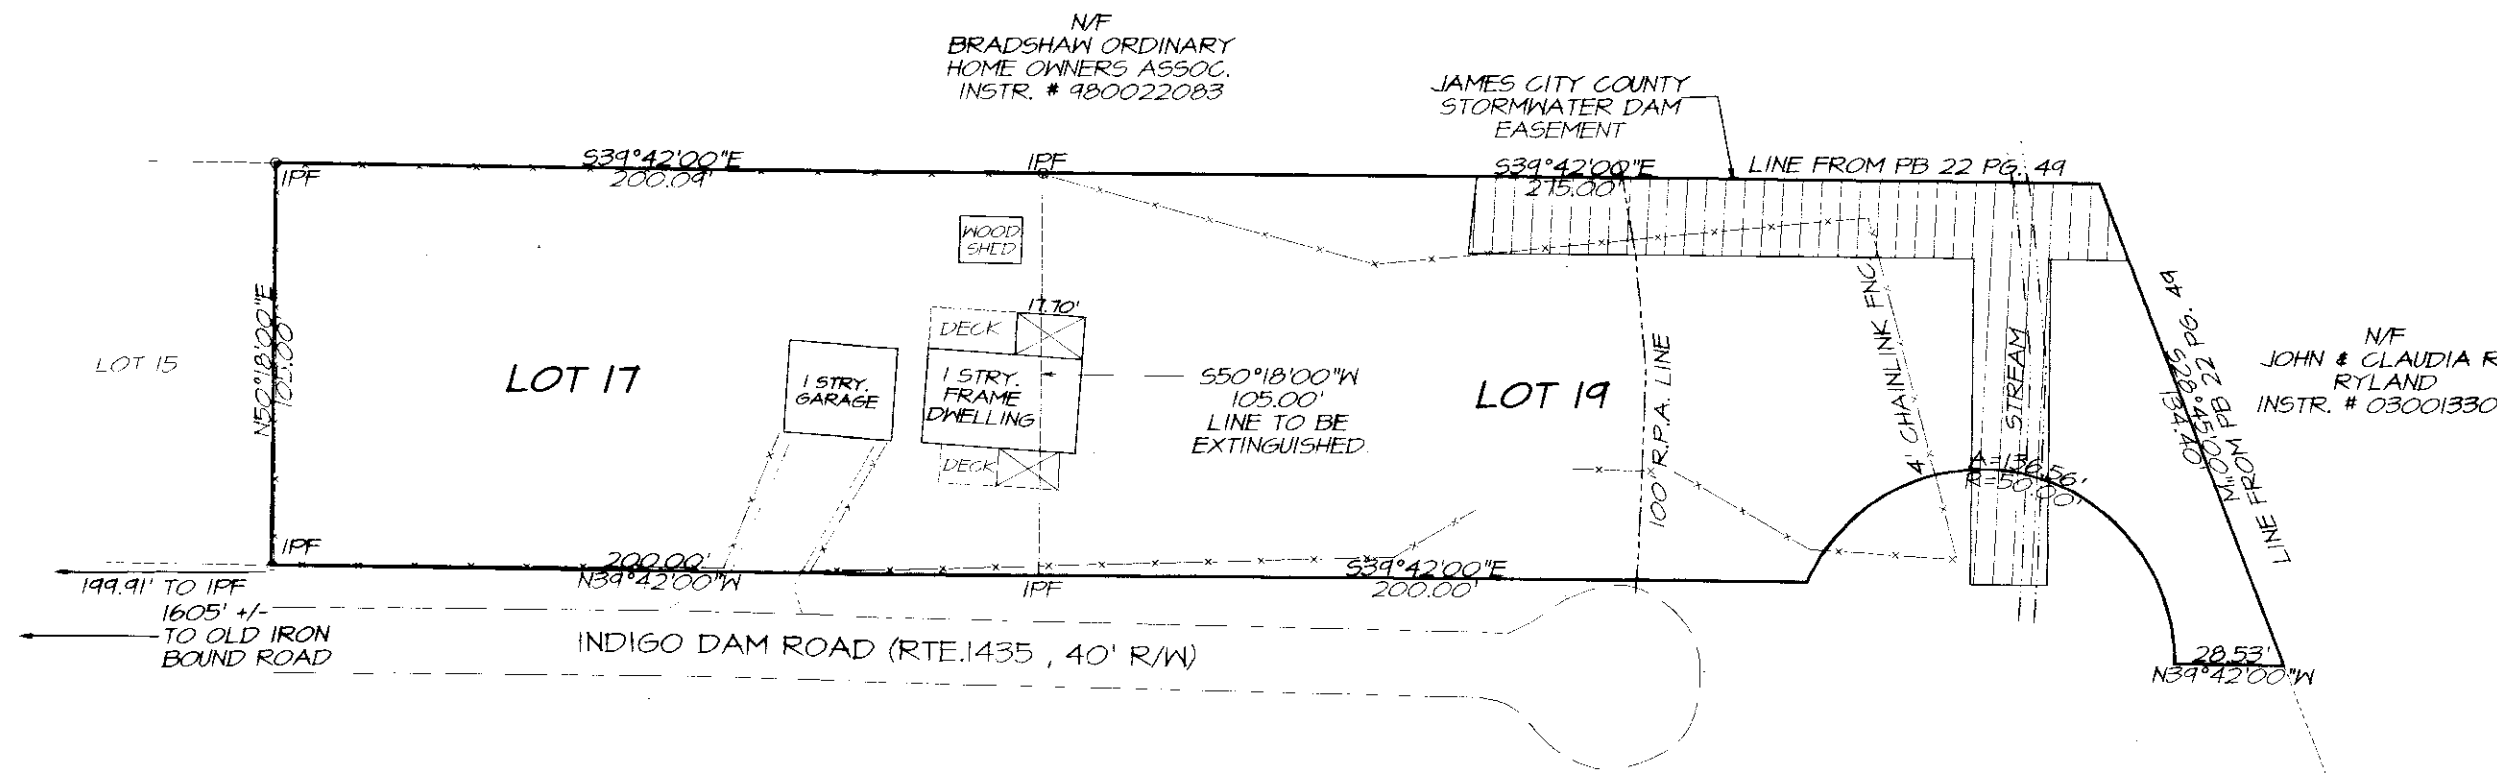 N/F
BRADSHAW ORDINARY
HOME OWNERS ASSOC.
INSTR. # 980022083
JAMES CITY COUNTY
STORMWATER DAM
EASEMENT
S39°42'00"E
200.09'
IPF
IPF
S39°42'00"E
275.00'
LINE FROM PB 22 PG. 49
WOOD
SHED
17.70'
DECK
N50°18'00"E
105.00'
LOT 15
LOT 17
1 STRY.
GARAGE
1 STRY.
FRAME
DWELLING
DECK
S50°18'00"W
105.00'
LINE TO BE
EXTINGUISHED
LOT 19
100' R.P.A. LINE
4' CHAINLINK FNC.
STREAM
A=136.56'
R=50.00'
S28°45'00"W
LINE FROM PB 22 PG. 49
N/F
JOHN & CLAUDIA R
RYLAND
INSTR. # 03001330
IPF
200.00'
N39°42'00"W
IPF
S39°42'00"E
200.00'
28.53'
N39°42'00"W
199.91' TO IPF
1605' +/-
TO OLD IRON
BOUND ROAD
INDIGO DAM ROAD (RTE.1435 , 40' R/W)